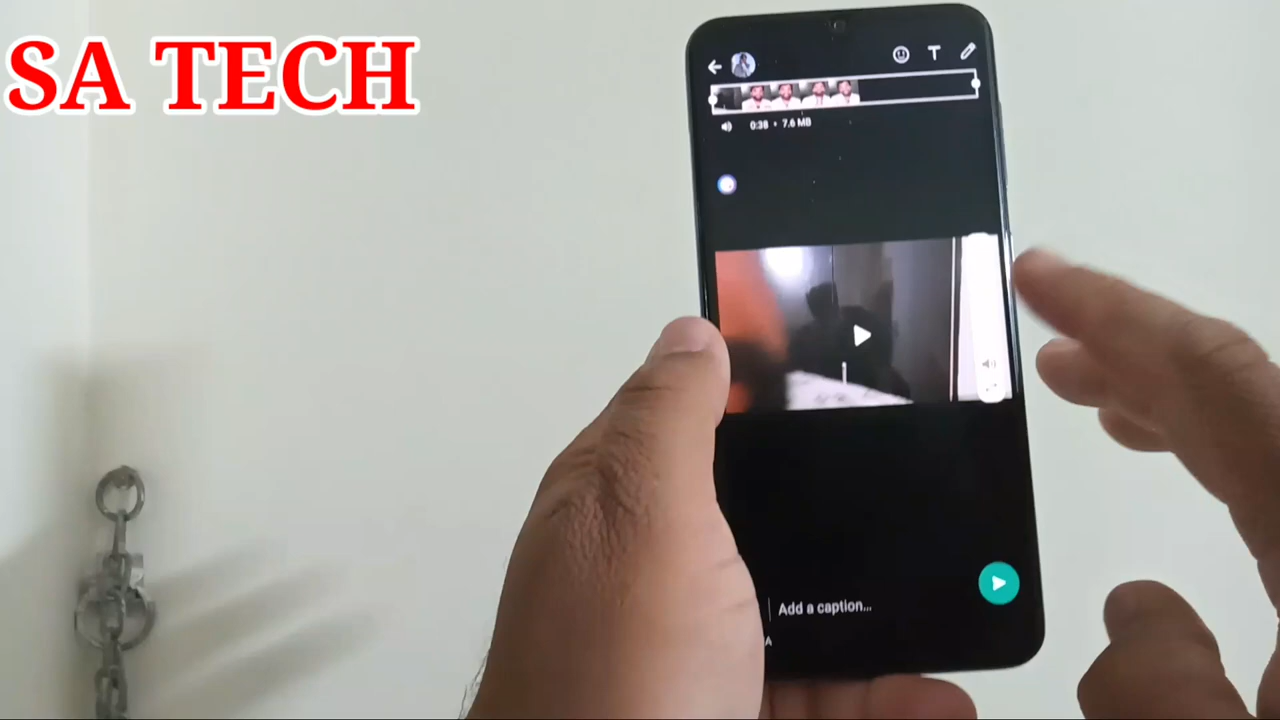 SA TECH
T
0:38 • 7.6 MB
Add a caption...
A